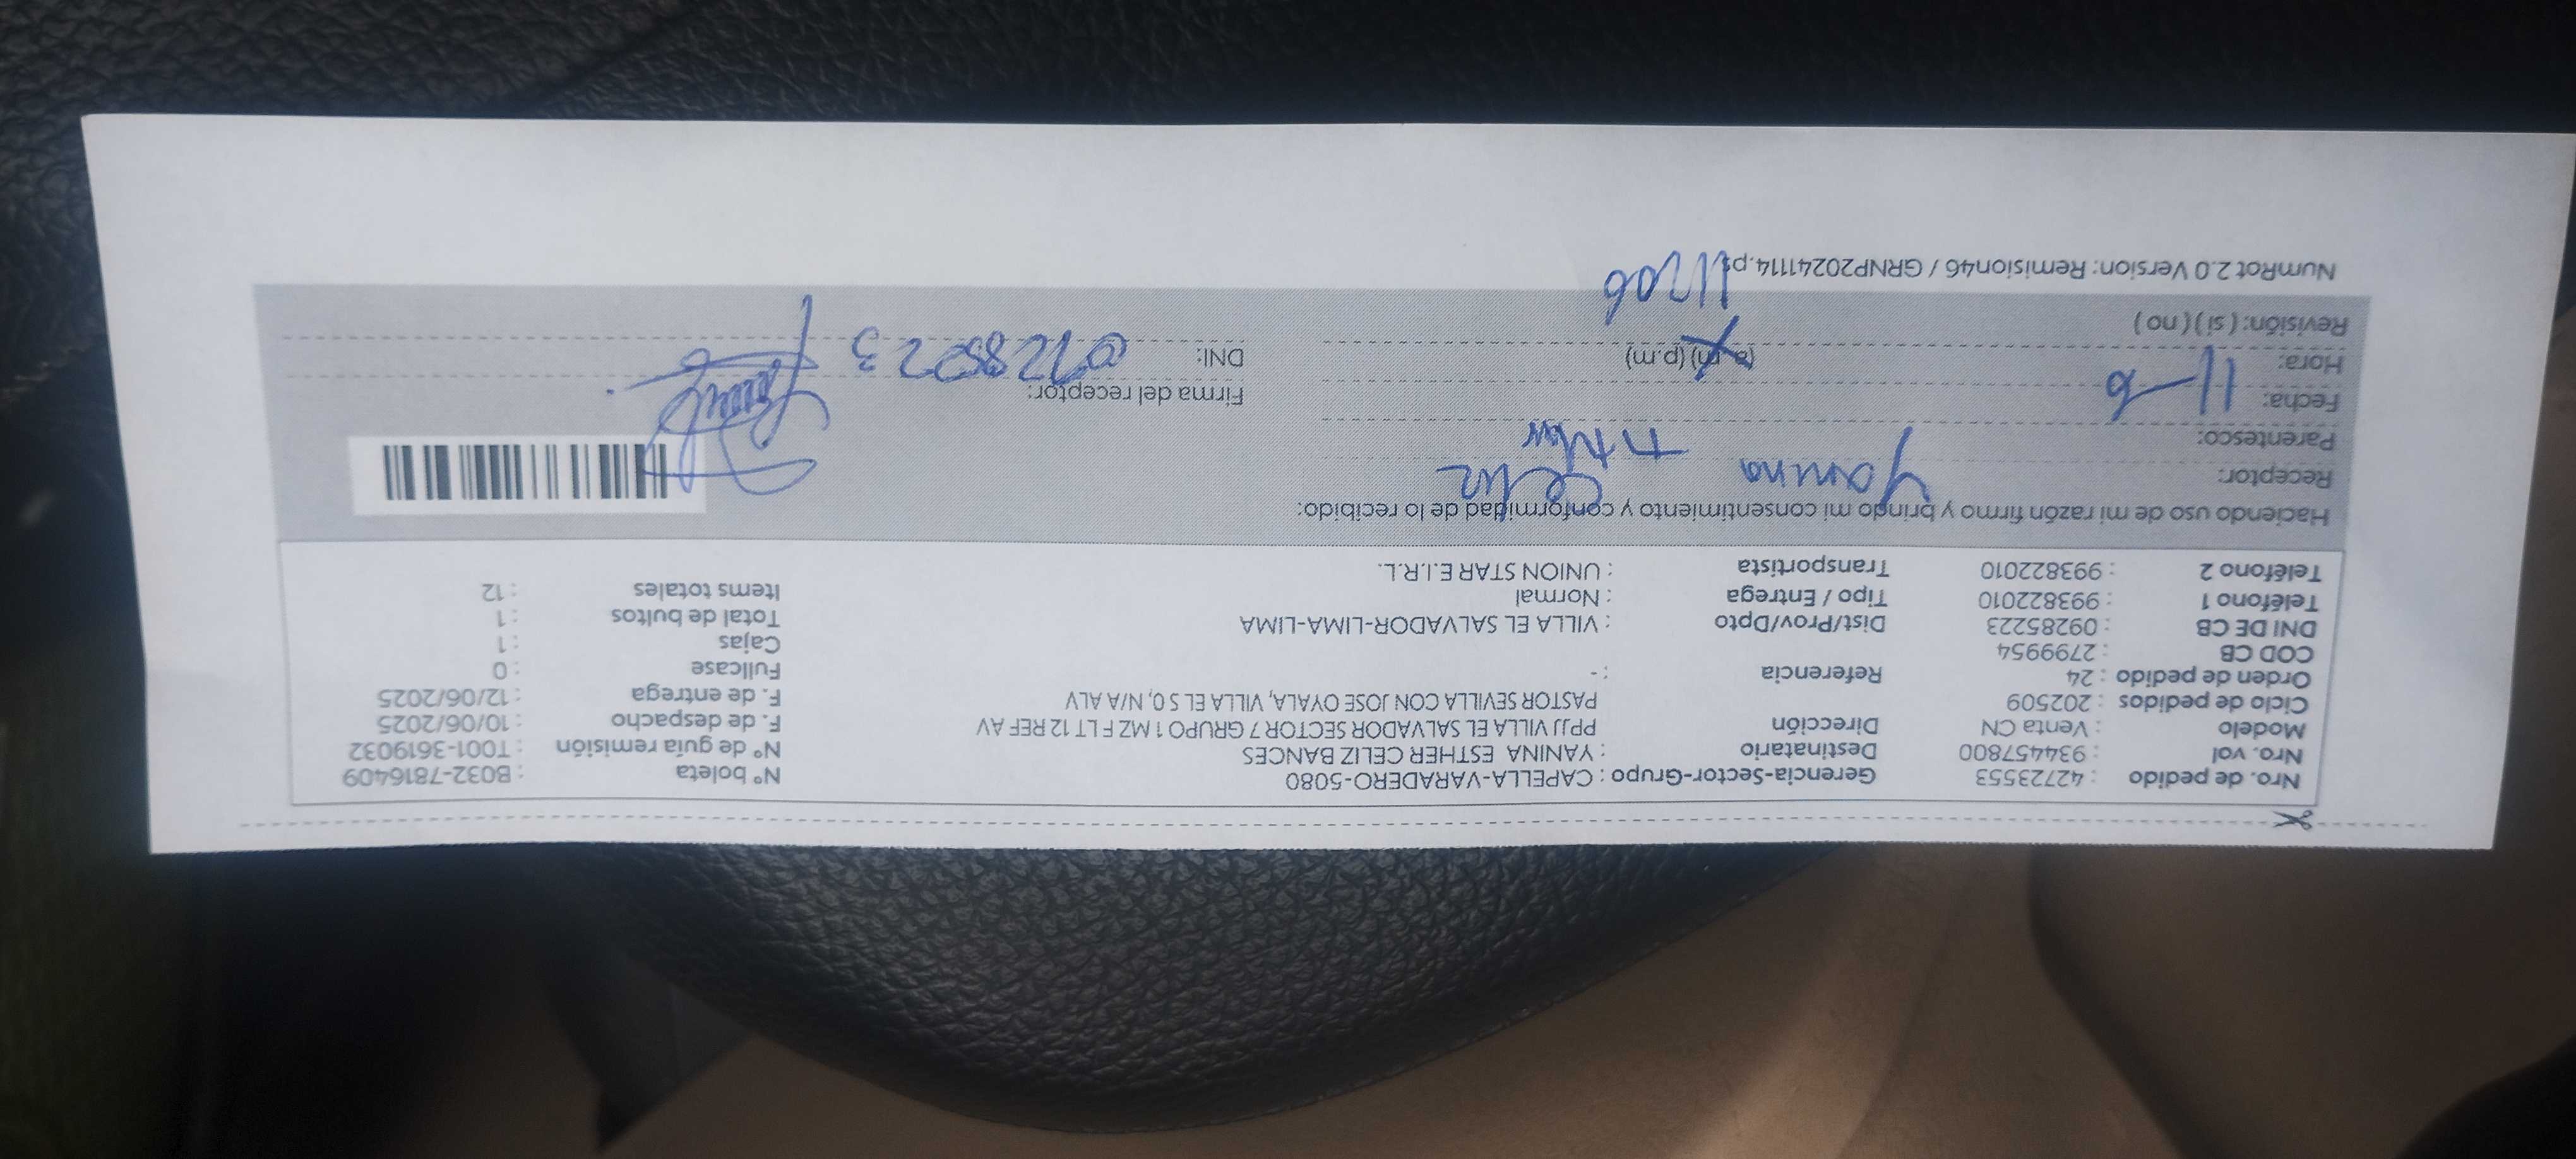 Nro. de pedido : 42723553 Gerencia-Sector-Grupo : CAPELLA-VARADERO-5080 N° boleta : B032-7816409
Nro. val : 934457800 Destinatario : YANINA ESTHER CELIZ BANCES N° de guía remisión : T001-3619032
Modelo : Venta CN Dirección PPJJ VILLA EL SALVADOR SECTOR 7 GRUPO 1 MZ F LT 12 REF AV F. de despacho : 10/06/2025
Ciclo de pedidos : 202509 PASTOR SEVILLA CON JOSE OYALA, VILLA EL S 0, N/A ALV F. de entrega : 12/06/2025
Orden de pedido : 24 Referencia : - Fullcase : 0
COD CB : 2799954 Cajas : 1
DNI DE CB : 09285223 Dist/Prov/Dpto : VILLA EL SALVADOR-LIMA-LIMA Total de bultos : 1
Teléfono 1 : 993822010 Tipo / Entrega : Normal Items totales : 12
Teléfono 2 : 993822010 Transportista : UNION STAR E.I.R.L.
Haciendo uso de mi razón firmo y brindo mi consentimiento y conformidad de lo recibido:
Receptor: Yanina Celiz
Parentesco:
Fecha: 11-6 Firma del receptor:
Hora: (a.m) (p.m) DNI:
Revisión: ( si ) ( no )
NumRot 2.0 Version: Remision46 / GRNP20241114.ps